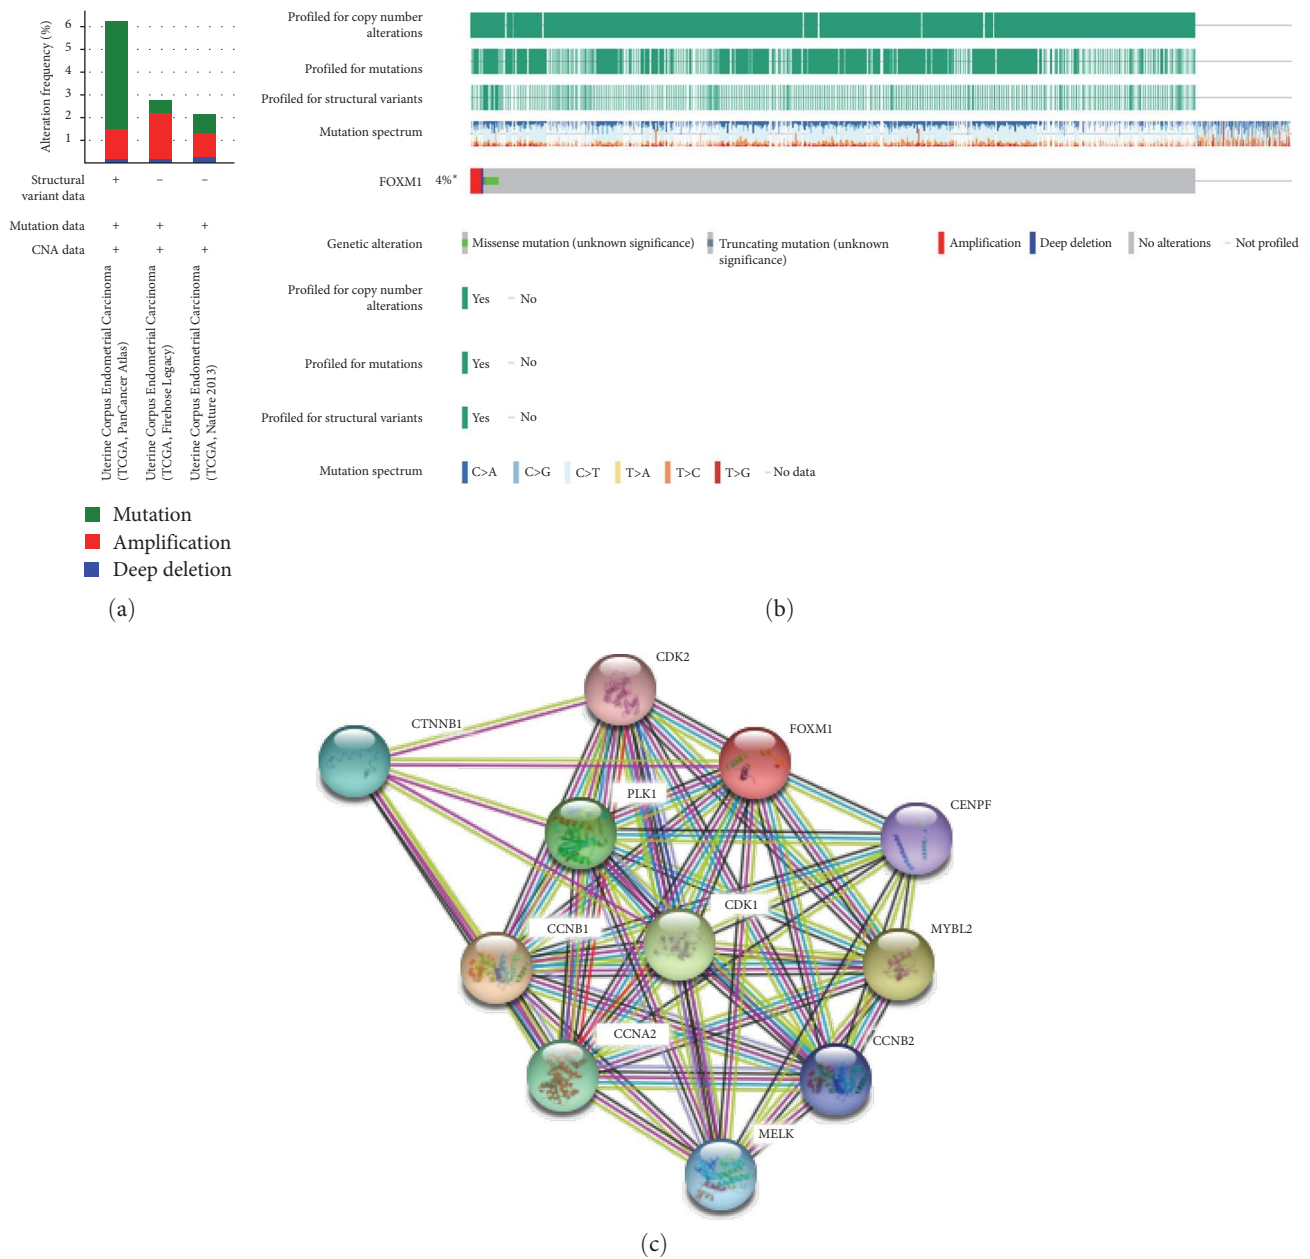 Alteration frequency (%)
6
5
4
3
2
1
Structural
variant data
+
–
–
Mutation data
+
+
+
CNA data
+
+
+
Uterine Corpus Endometrial Carcinoma
(TCGA, PanCancer Atlas)
Uterine Corpus Endometrial Carcinoma
(TCGA, Firehose Legacy)
Uterine Corpus Endometrial Carcinoma
(TCGA, Nature 2013)
Mutation
Amplification
Deep deletion
(a)
Profiled for copy number
alterations
Profiled for mutations
Profiled for structural variants
Mutation spectrum
FOXM1 4%*
Genetic alteration
Missense mutation (unknown significance)
Truncating mutation (unknown
significance)
Amplification
Deep deletion
No alterations
Not profiled
Profiled for copy number
alterations
Yes
No
Profiled for mutations
Yes
No
Profiled for structural variants
Yes
No
Mutation spectrum
C>A
C>G
C>T
T>A
T>C
T>G
No data
(b)
CDK2
CTNNB1
FOXM1
PLK1
CENPF
CDK1
CCNB1
MYBL2
CCNA2
CCNB2
MELK
(c)